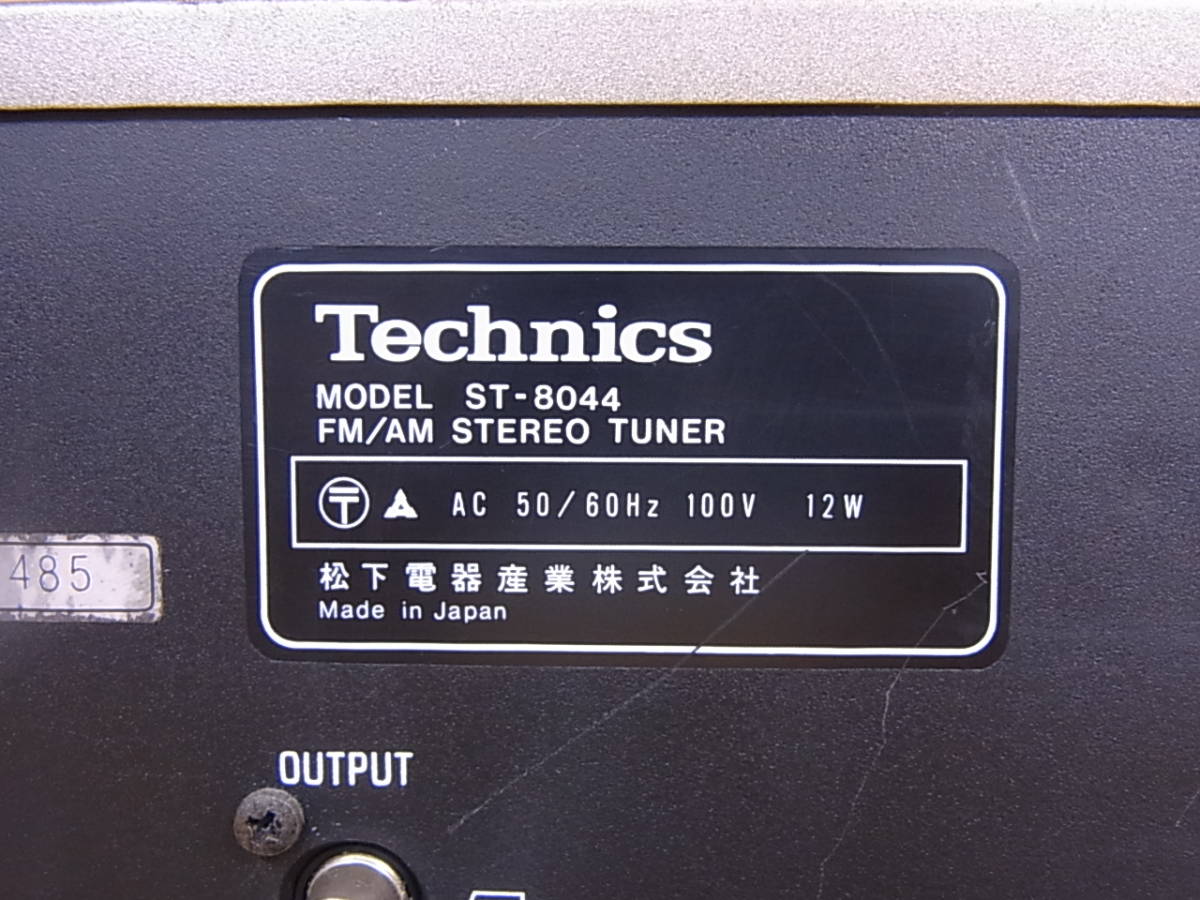 Technics
MODEL ST-8044
FM/AM STEREO TUNER
〒 AC 50/60Hz 100V 12W
松下電器産業株式会社
Made in Japan
485
OUTPUT